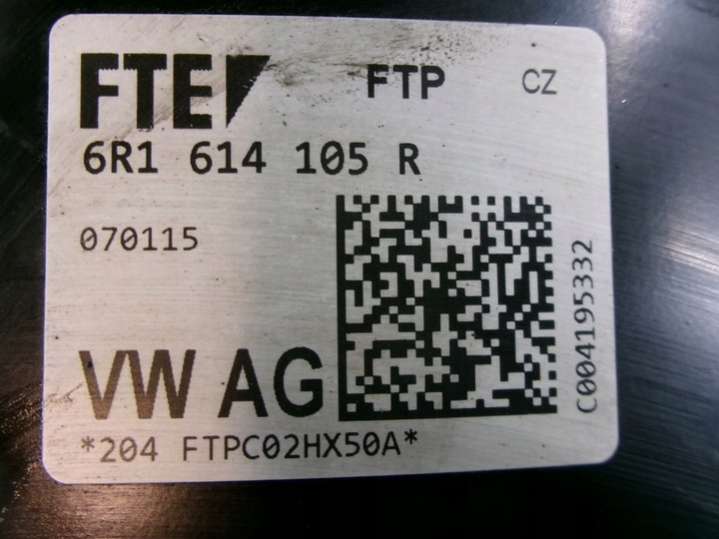 FTE FTP CZ
6R1 614 105 R
070115
C004195332
VW AG
*204 FTPC02HX50A*